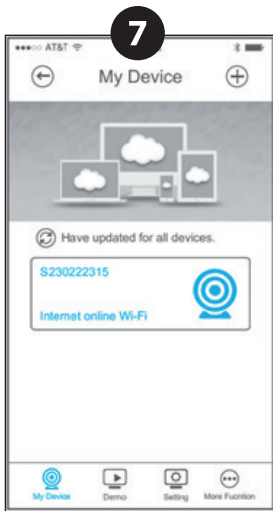 7
AT&T
My Device
Have updated for all devices.
S230222315
Internet online Wi-Fi
My Device Demo Setting More Fucntion